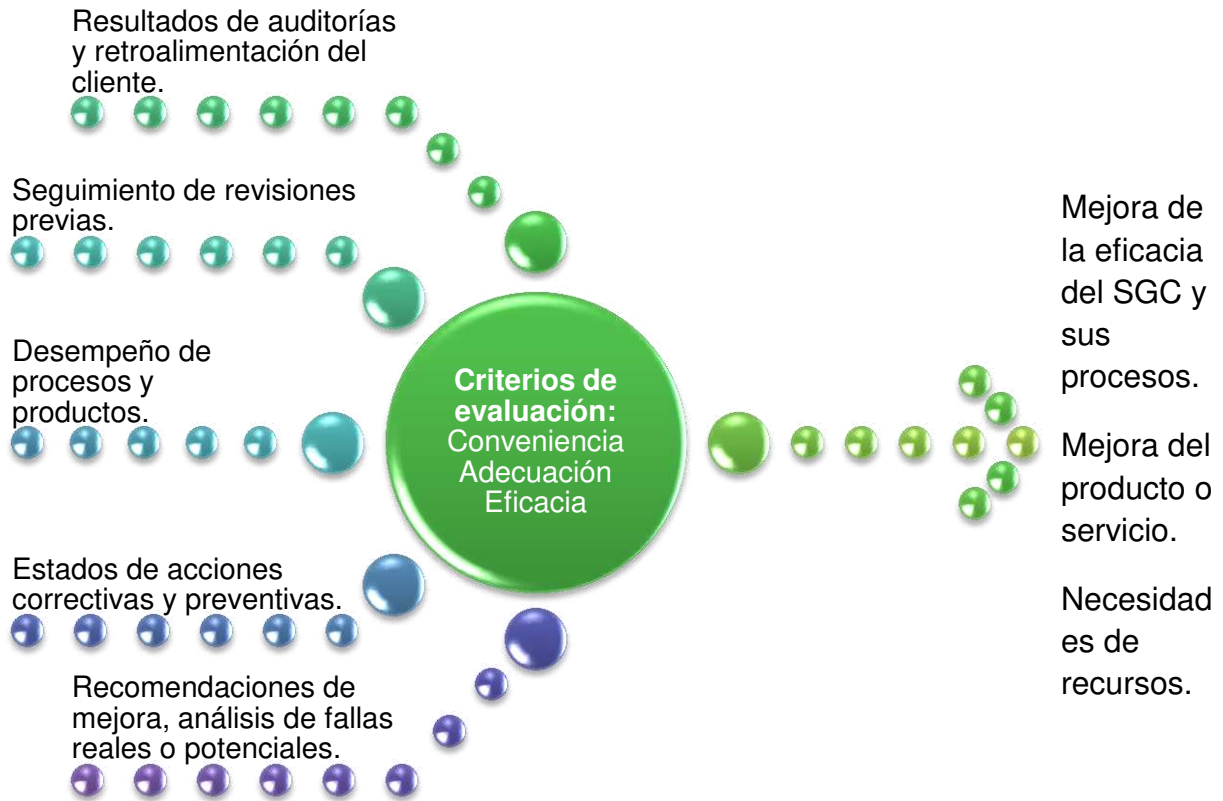 Resultados de auditorías
y retroalimentación del
cliente.
Seguimiento de revisiones
previas.
Desempeño de
procesos y
productos.
Estados de acciones
correctivas y preventivas.
Recomendaciones de
mejora, análisis de fallas
reales o potenciales.
Criterios de
evaluación:
Conveniencia
Adecuación
Eficacia
Mejora de
la eficacia
del SGC y
sus
procesos.
Mejora del
producto o
servicio.
Necesidad
es de
recursos.